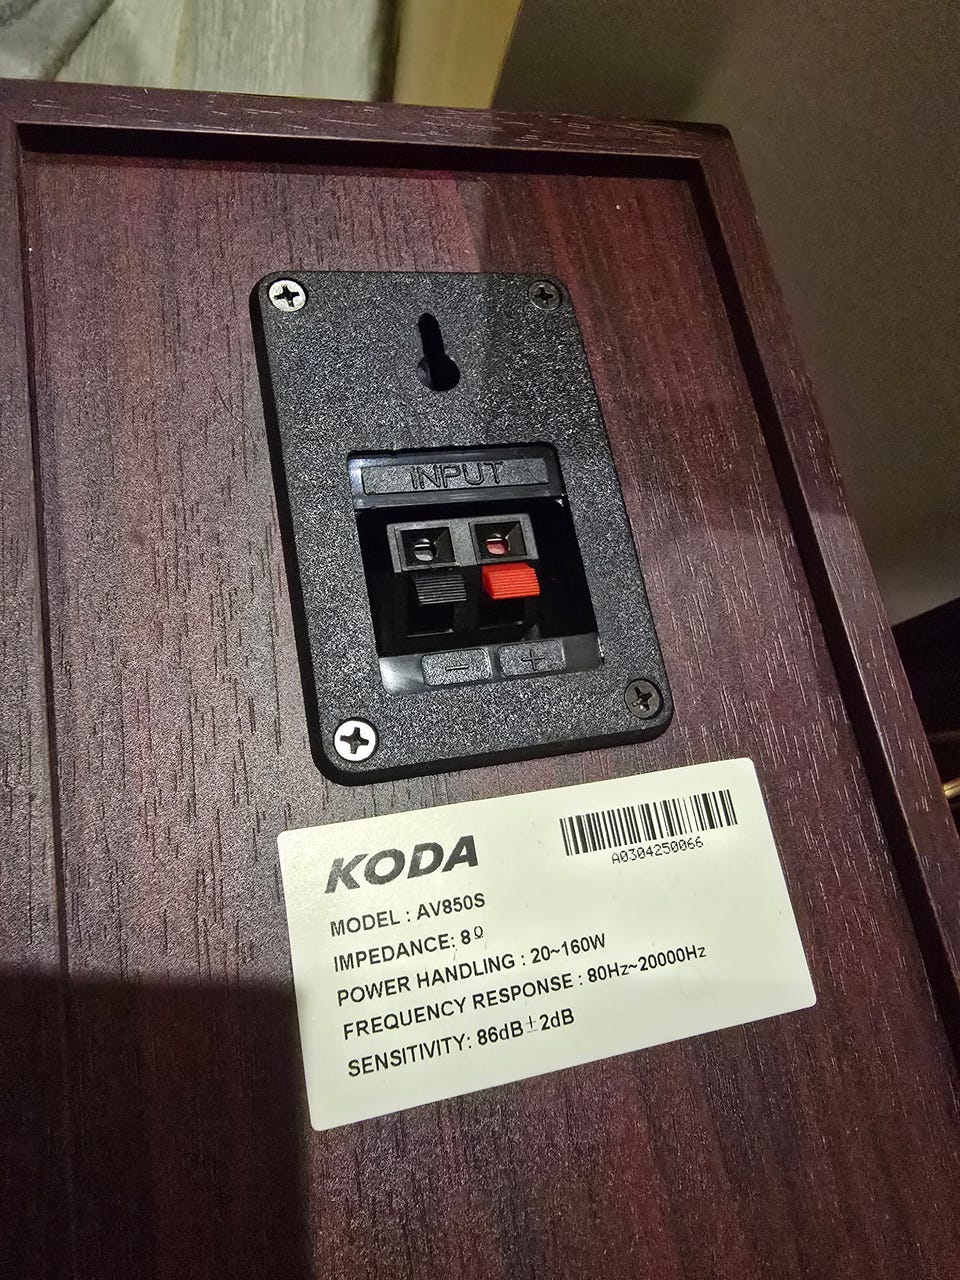 INPUT
- +
KODA
A0304250066
MODEL : AV850S
IMPEDANCE: 8Ω
POWER HANDLING : 20~160W
FREQUENCY RESPONSE : 80Hz~20000Hz
SENSITIVITY: 86dB±2dB